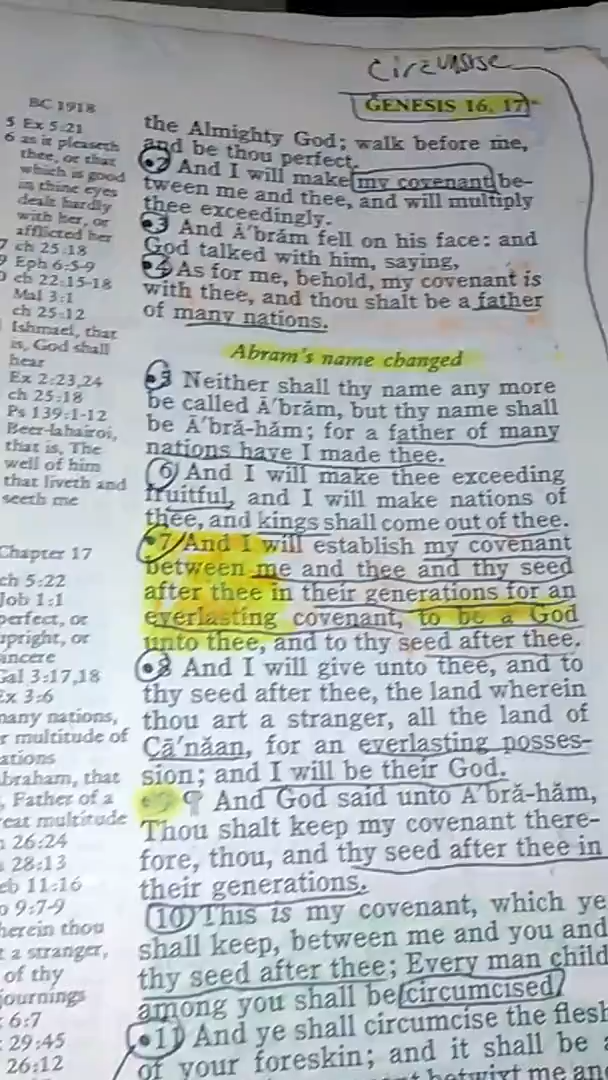 Circumsise
GENESIS 16, 17
BC 1918
5 Ex 5:21
6 as it pleaseth
thee, or that
which is good
in thine eyes
dealt hardly
with her, or
afflicted her
7 ch 25:18
9 Eph 6:5-9
0 ch 22:15-18
Mal 3:1
ch 25:12
Ishmael, that
is, God shall
hear
Ex 2:23,24
ch 25:18
Ps 139:1-12
Beer-lahairoi,
that is, The
well of him
that liveth and
seeth me
Chapter 17
ch 5:22
Job 1:1
perfect, or
upright, or
sincere
Gal 3:17,18
Ex 3:6
many nations,
r multitude of
ations
braham, that
, Father of a
reat multitude
26:24
28:13
eb 11:16
9:7-9
herein thou
t a stranger,
of thy
journings
6:7
29:45
26:12
the Almighty God; walk before me,
and be thou perfect.
2 And I will make my covenant be-
tween me and thee, and will multiply
thee exceedingly.
3 And Ā'brăm fell on his face: and
God talked with him, saying,
4 As for me, behold, my covenant is
with thee, and thou shalt be a father
of many nations.
Abram's name changed
5 Neither shall thy name any more
be called Ā'brăm, but thy name shall
be Ā'bră-hăm; for a father of many
nations have I made thee.
6 And I will make thee exceeding
fruitful, and I will make nations of
thee, and kings shall come out of thee.
7 And I will establish my covenant
between me and thee and thy seed
after thee in their generations for an
everlasting covenant, to be a God
unto thee, and to thy seed after thee.
8 And I will give unto thee, and to
thy seed after thee, the land wherein
thou art a stranger, all the land of
Cā'năan, for an everlasting posses-
sion; and I will be their God.
9 ¶ And God said unto Ā'bră-hăm,
Thou shalt keep my covenant there-
fore, thou, and thy seed after thee in
their generations.
10 This is my covenant, which ye
shall keep, between me and you and
thy seed after thee; Every man child
among you shall be circumcised
11 And ye shall circumcise the flesh
of your foreskin; and it shall be a
betwixt me and